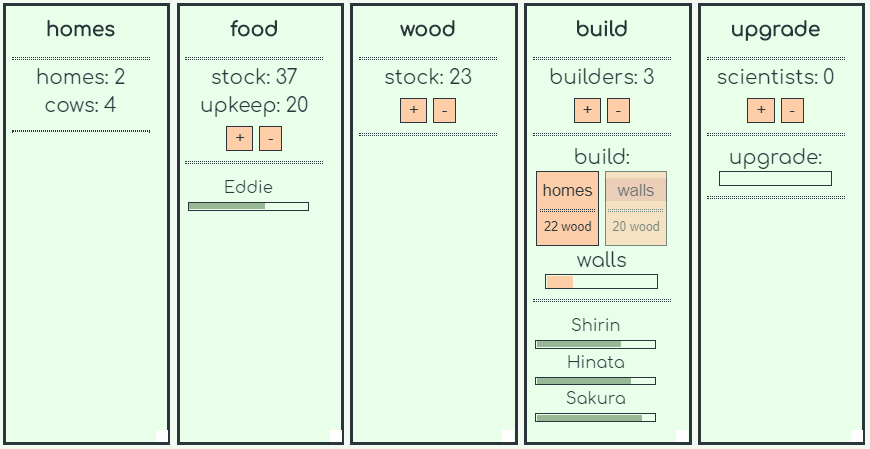 homes
homes: 2
cows: 4
food
stock: 37
upkeep: 20
+ -
Eddie
wood
stock: 23
+ -
build
builders: 3
+ -
build:
homes walls
22 wood 20 wood
walls
Shirin
Hinata
Sakura
upgrade
scientists: 0
+ -
upgrade: